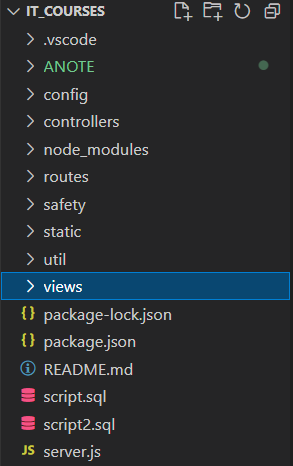 IT_COURSES
.vscode
ANOTE
config
controllers
node_modules
routes
safety
static
util
views
{} package-lock.json
{} package.json
README.md
script.sql
script2.sql
JS server.js